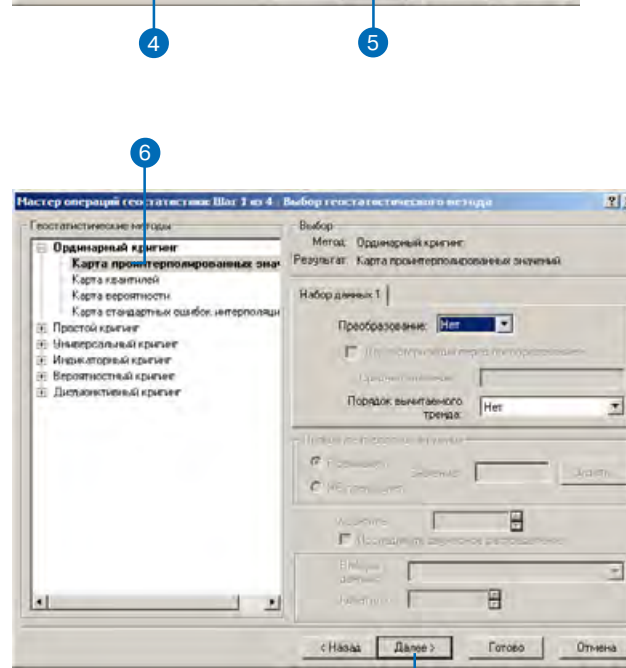 4
5
6
Мастер операций геостатистики: Шаг 1 из 4 - Выбор геостатистического метода
Геостатистические методы
Ординарный кригинг
Карта проинтерполированных знач
Карта квантилей
Карта вероятности
Карта стандартных ошибок интерполяци
Простой кригинг
Универсальный кригинг
Индикаторный кригинг
Вероятностный кригинг
Дизъюнктивный кригинг
Выбор
Метод: Ординарный кригинг
Результат: Карта проинтерполированных значений
Набор данных 1
Преобразование: Нет
Порядок вычитаемого
тренда: Нет
< Назад
Далее >
Готово
Отмена